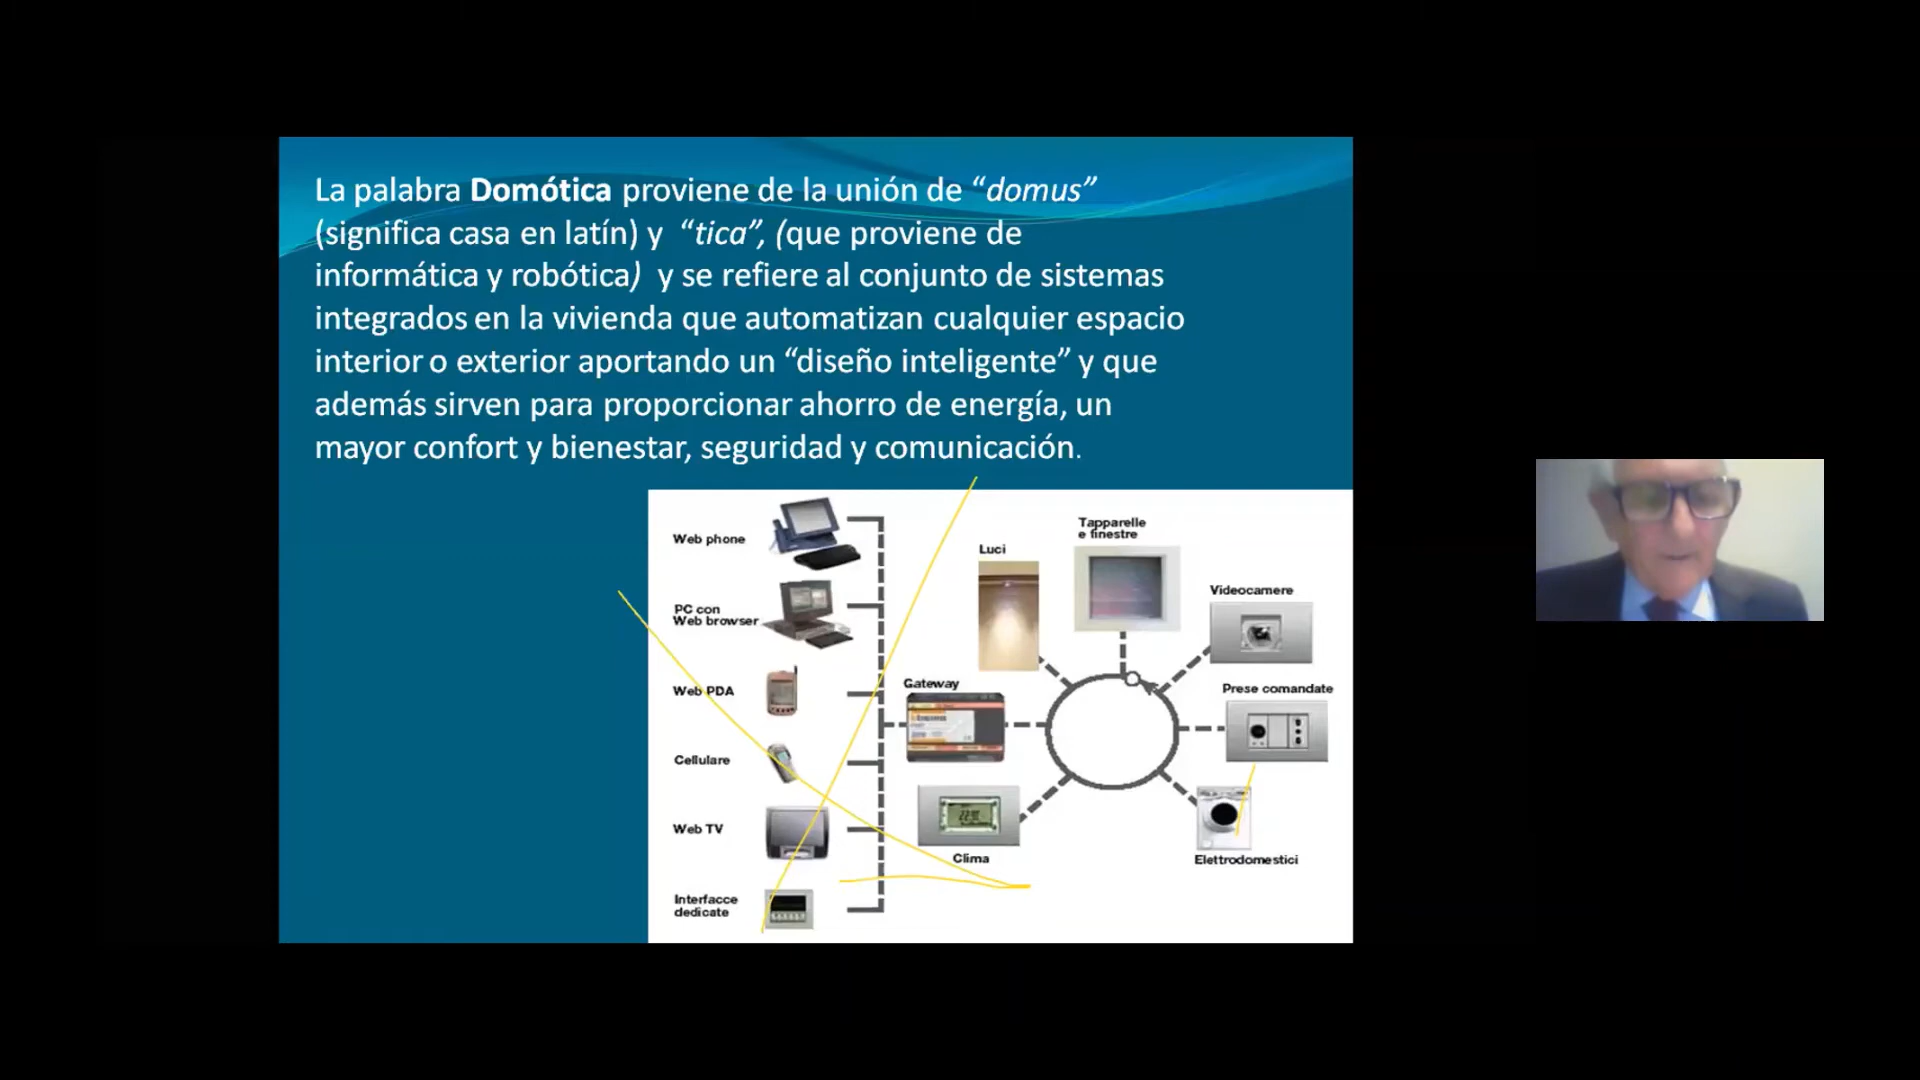 La palabra Domótica proviene de la unión de “domus”
(significa casa en latín) y “tica”, (que proviene de
informática y robótica) y se refiere al conjunto de sistemas
integrados en la vivienda que automatizan cualquier espacio
interior o exterior aportando un “diseño inteligente” y que
además sirven para proporcionar ahorro de energía, un
mayor confort y bienestar, seguridad y comunicación.
Web phone
PC con
Web browser
Web PDA
Cellulare
Web TV
Interfacce
dedicate
Gateway
Luci
Tapparelle
e finestre
Videocamere
Prese comandate
Elettrodomestici
Clima